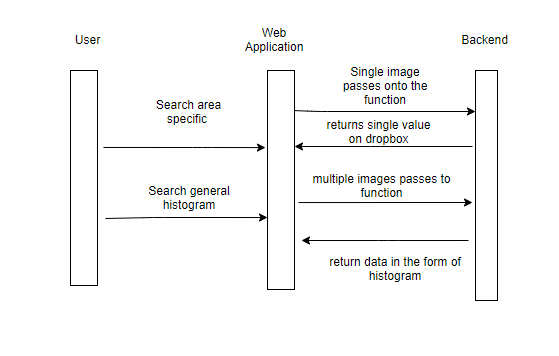 User
Web
Application
Backend
Single image
passes onto the
function
Search area
specific
returns single value
on dropbox
Search general
histogram
multiple images passes to
function
return data in the form of
histogram